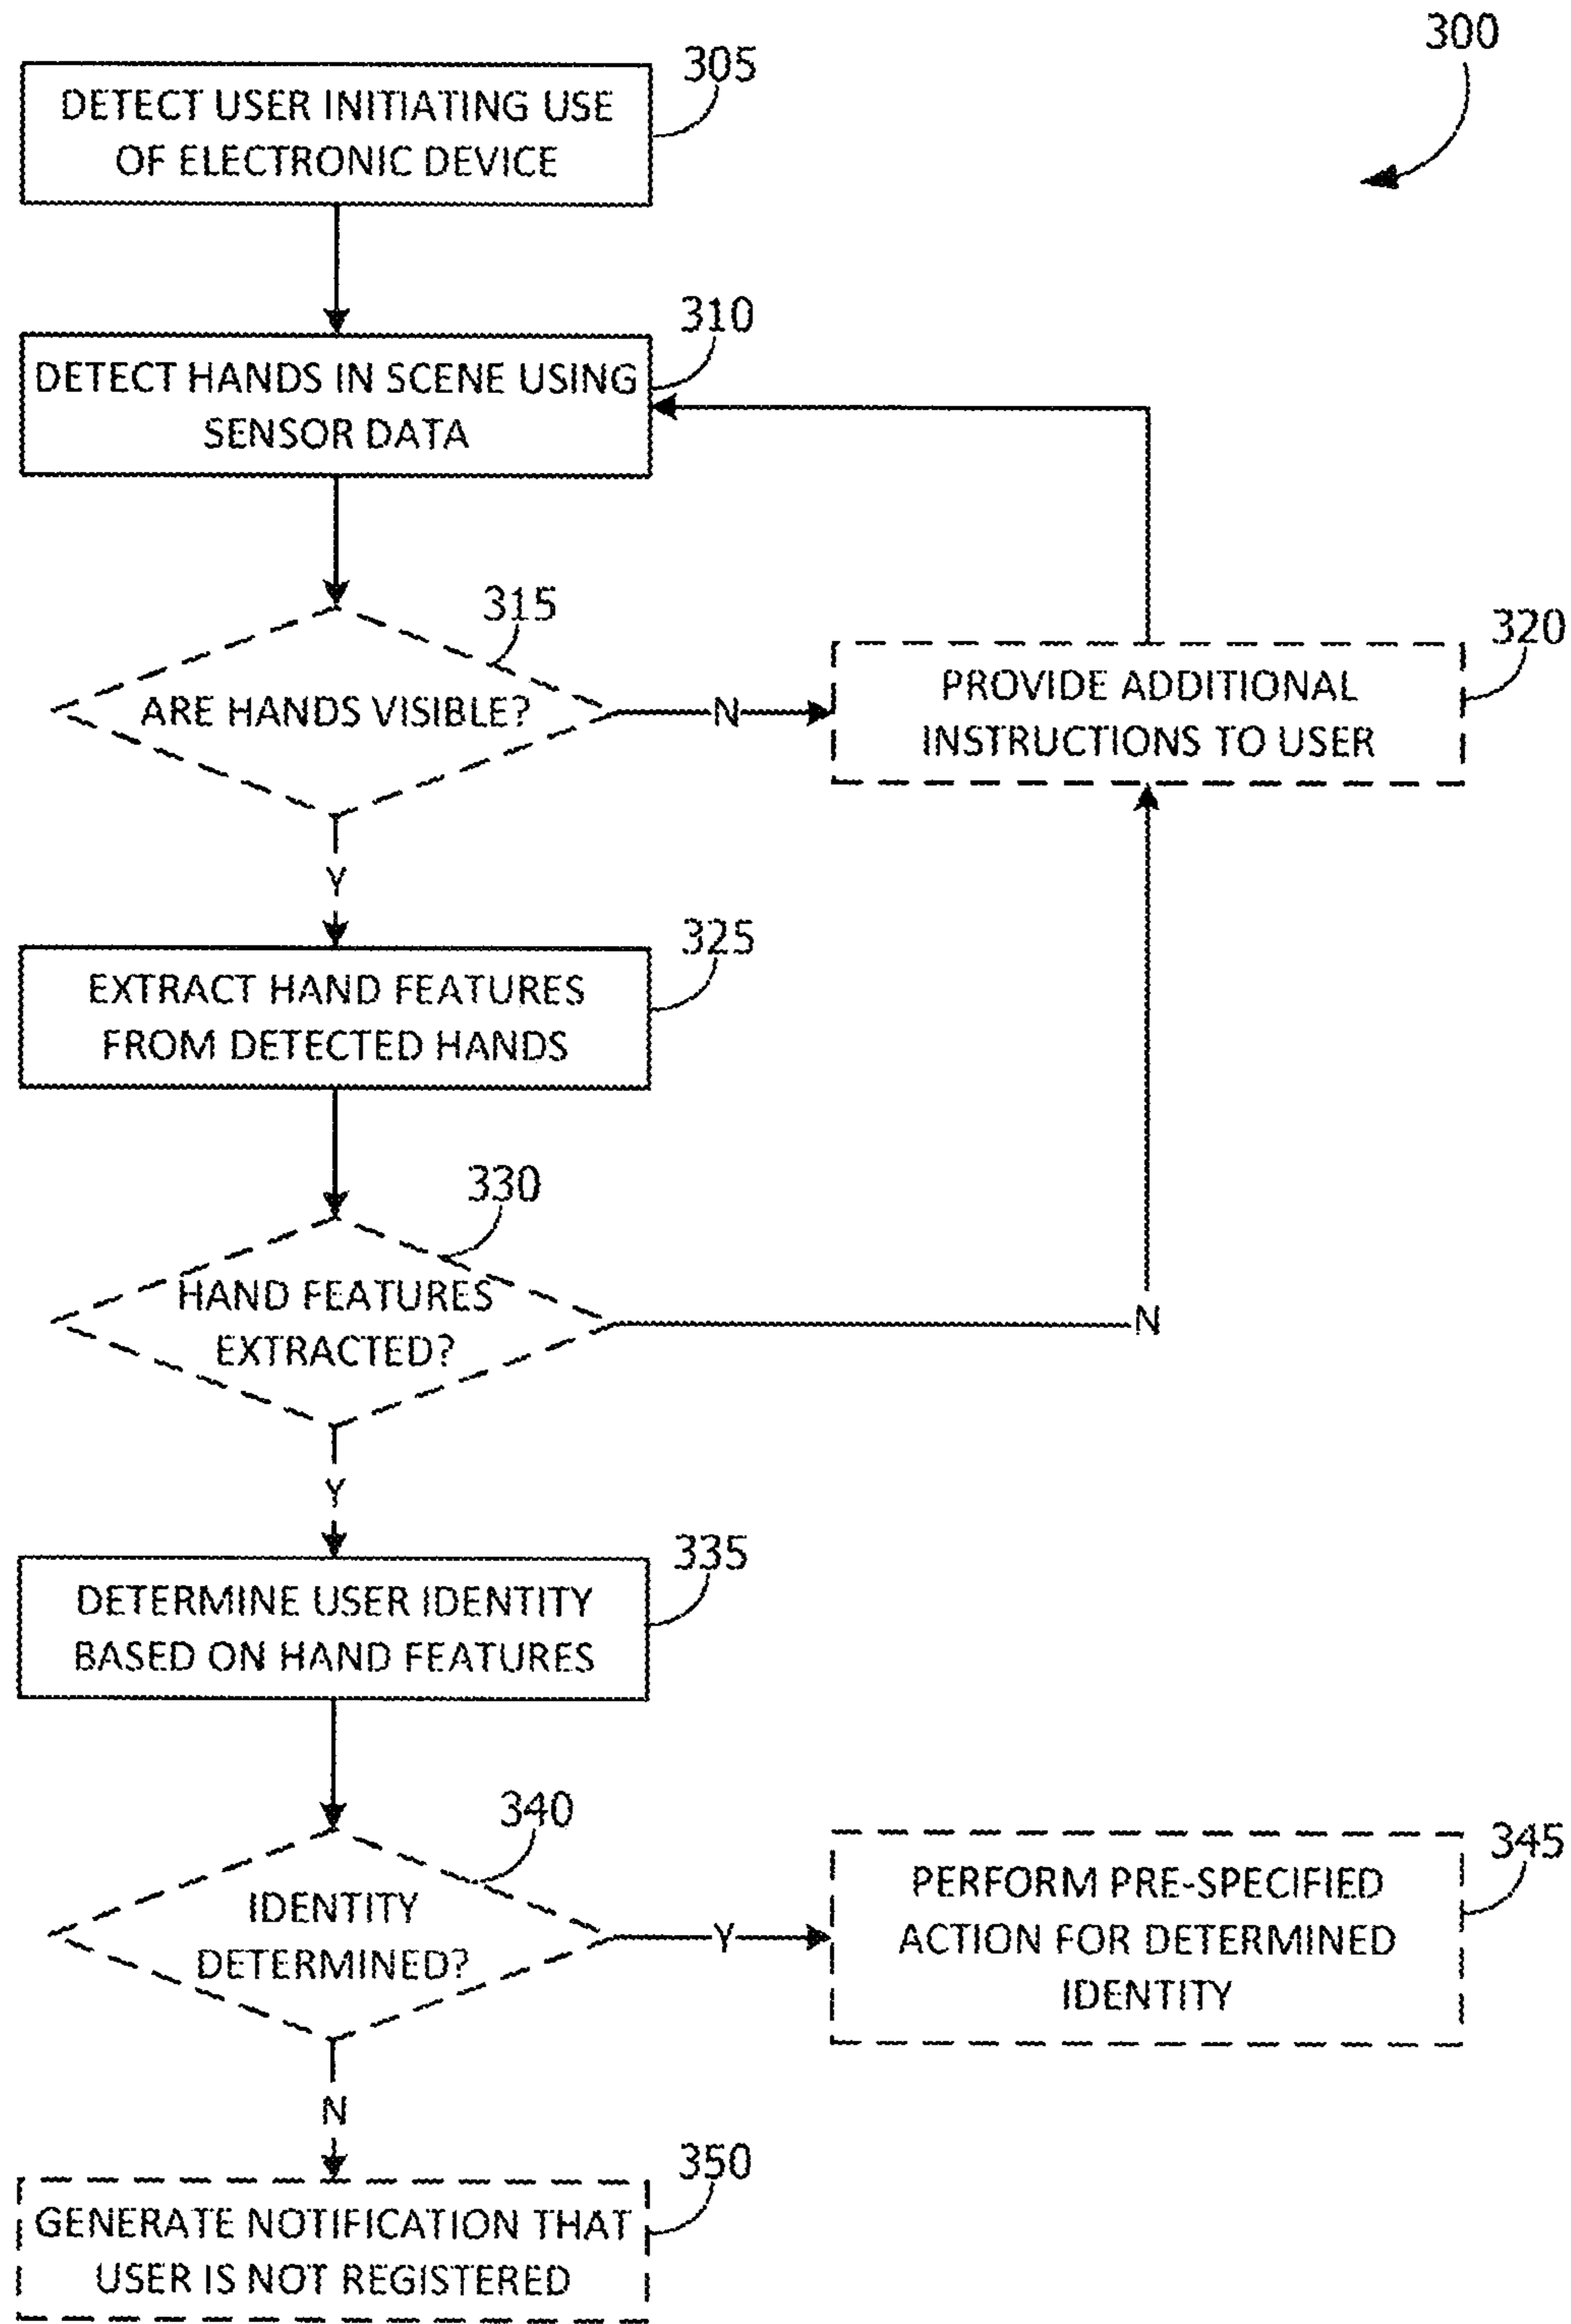 300
305
DETECT USER INITIATING USE
OF ELECTRONIC DEVICE
310
DETECT HANDS IN SCENE USING
SENSOR DATA
315
ARE HANDS VISIBLE?
N
320
PROVIDE ADDITIONAL
INSTRUCTIONS TO USER
Y
325
EXTRACT HAND FEATURES
FROM DETECTED HANDS
330
HAND FEATURES
EXTRACTED?
N
Y
335
DETERMINE USER IDENTITY
BASED ON HAND FEATURES
340
IDENTITY
DETERMINED?
Y
345
PERFORM PRE-SPECIFIED
ACTION FOR DETERMINED
IDENTITY
N
350
GENERATE NOTIFICATION THAT
USER IS NOT REGISTERED